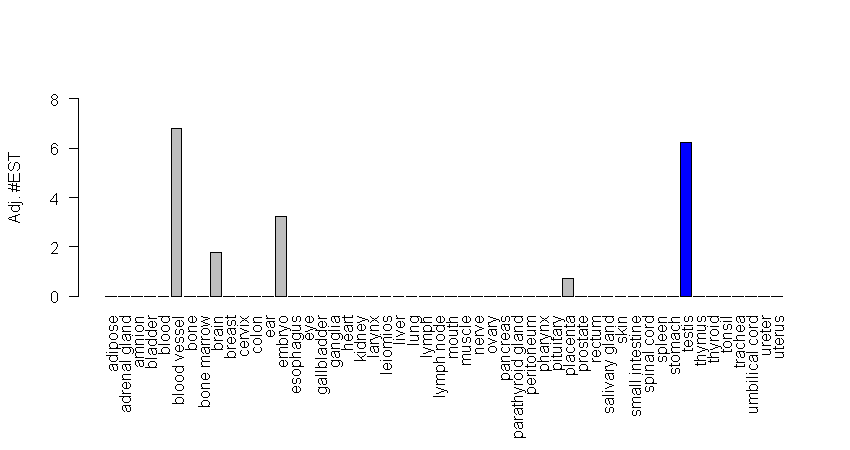 Adj. #EST
8
6
4
2
0
adipose
adrenal gland
amnion
bladder
blood
blood vessel
bone
bone marrow
brain
breast
cervix
colon
ear
embryo
esophagus
eye
gallbladder
ganglia
heart
kidney
larynx
leiomios
liver
lung
lymph
lymph node
mouth
muscle
nerve
ovary
pancreas
parathyroid gland
peritoneum
pharynx
pituitary
placenta
prostate
rectum
salivary gland
skin
small intestine
spinal cord
spleen
stomach
testis
thymus
thyroid
tonsil
trachea
umbilical cord
ureter
uterus